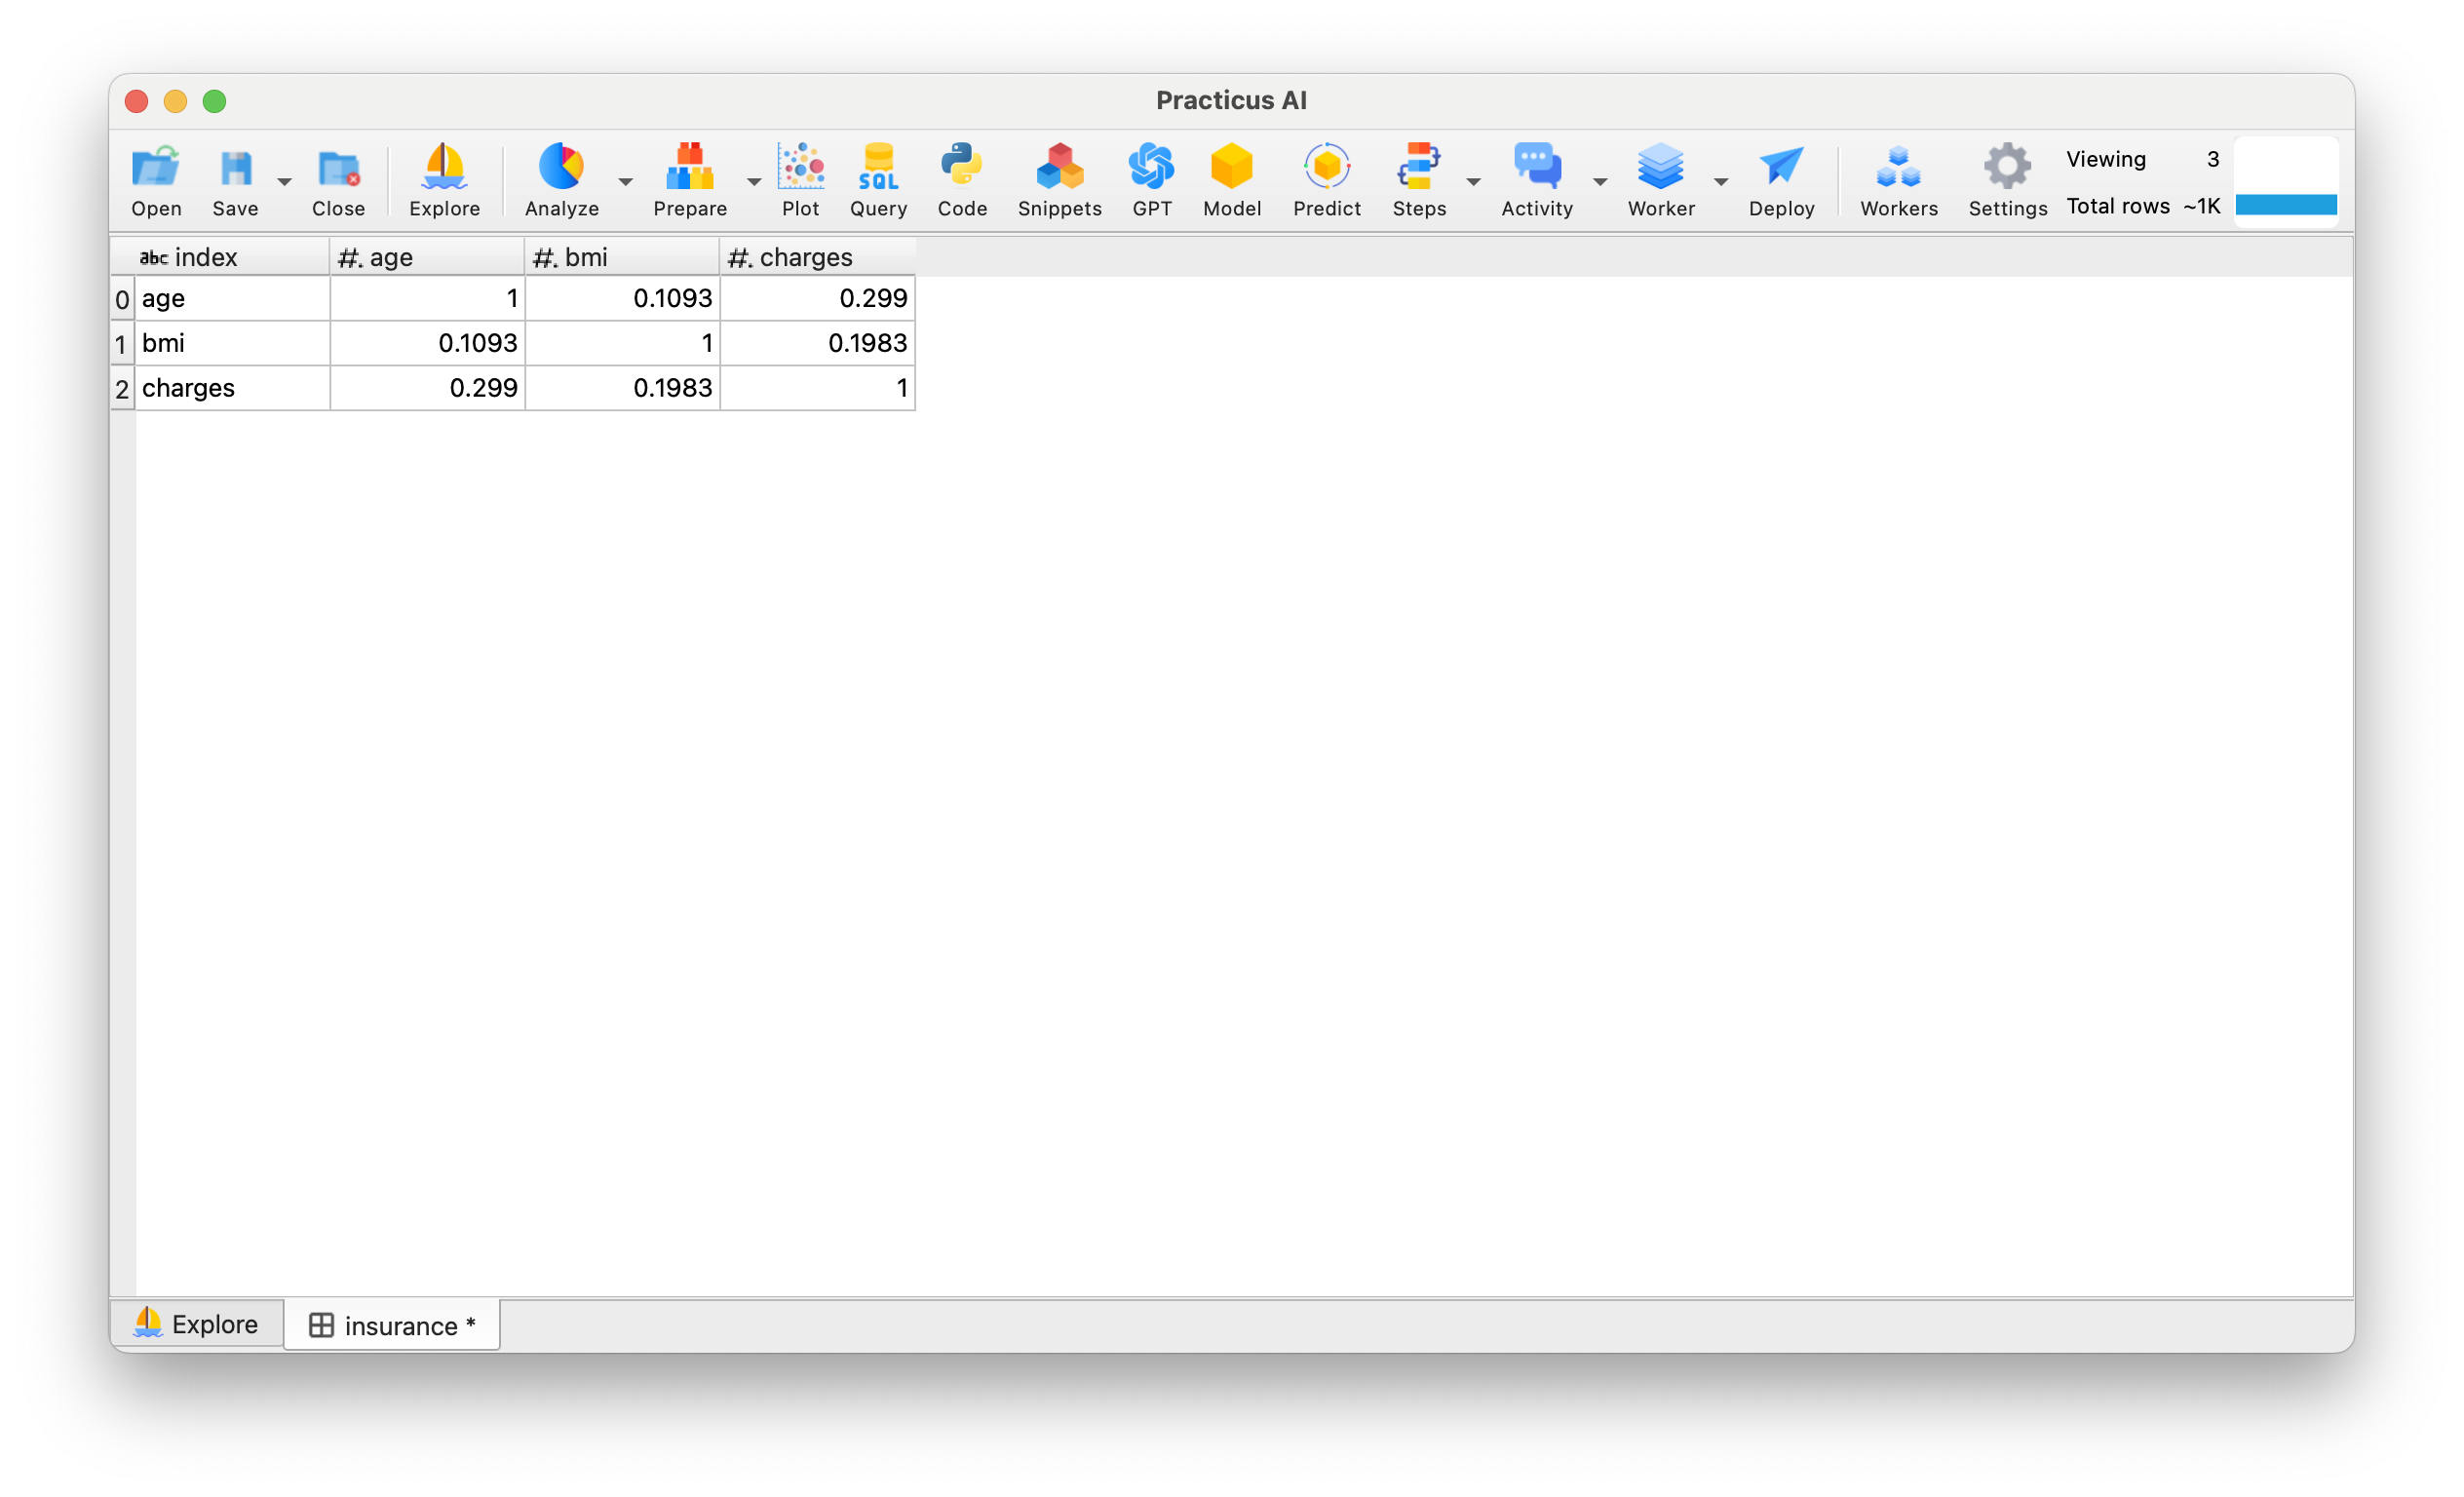 Practicus AI
Open Save Close Explore Analyze Prepare Plot Query Code Snippets GPT Model Predict Steps Activity Worker Deploy Workers Settings
SQL
Viewing 3
Total rows ~1K
abc index #. age #. bmi #. charges
0 age 1 0.1093 0.299
1 bmi 0.1093 1 0.1983
2 charges 0.299 0.1983 1
Explore insurance *